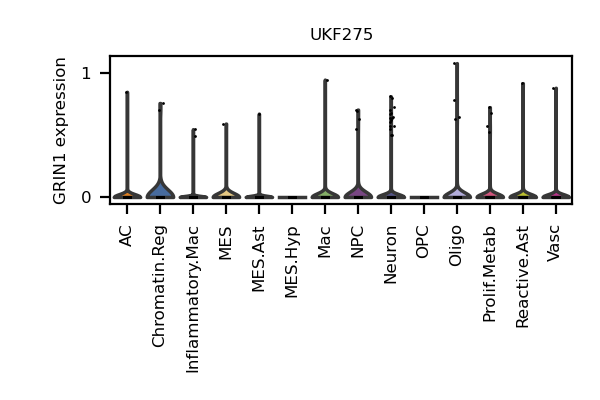 UKF275
GRIN1 expression
1
0
AC
Chromatin.Reg
Inflammatory.Mac
MES
MES.Ast
MES.Hyp
Mac
NPC
Neuron
OPC
Oligo
Prolif.Metab
Reactive.Ast
Vasc